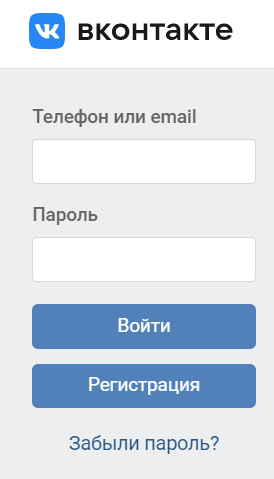 вконтакте
Телефон или email
Пароль
Войти
Регистрация
Забыли пароль?